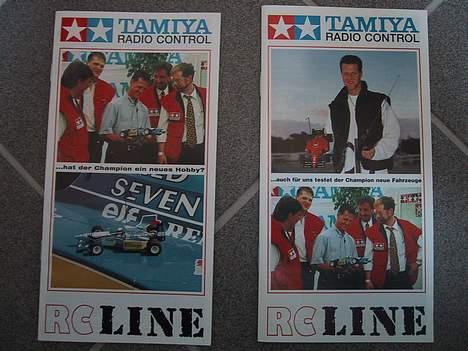 TAMIYA
RADIO CONTROL
...hat der Champion ein neues Hobby?
SEVEN
elf
RC LINE
TAMIYA
RADIO CONTROL
...auch für uns testet der Champion neue Fahrzeuge
RC LINE